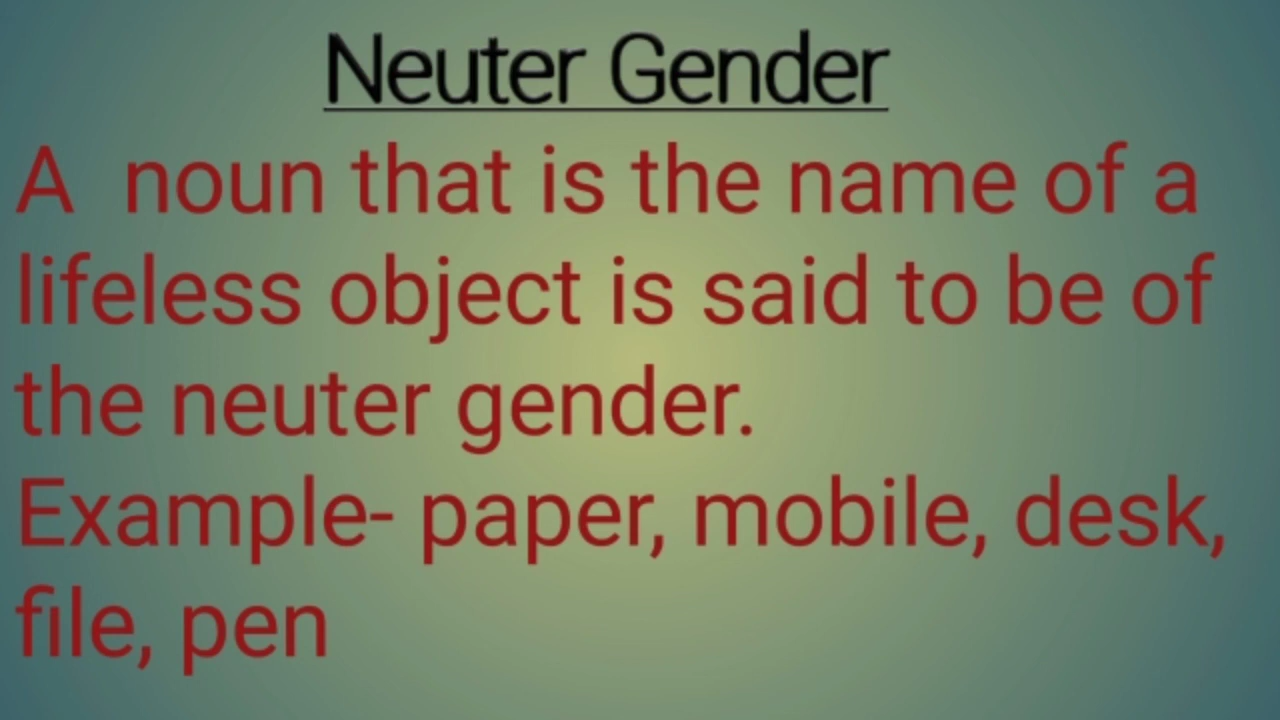 Neuter Gender
A noun that is the name of a
lifeless object is said to be of
the neuter gender.
Example- paper, mobile, desk,
file, pen